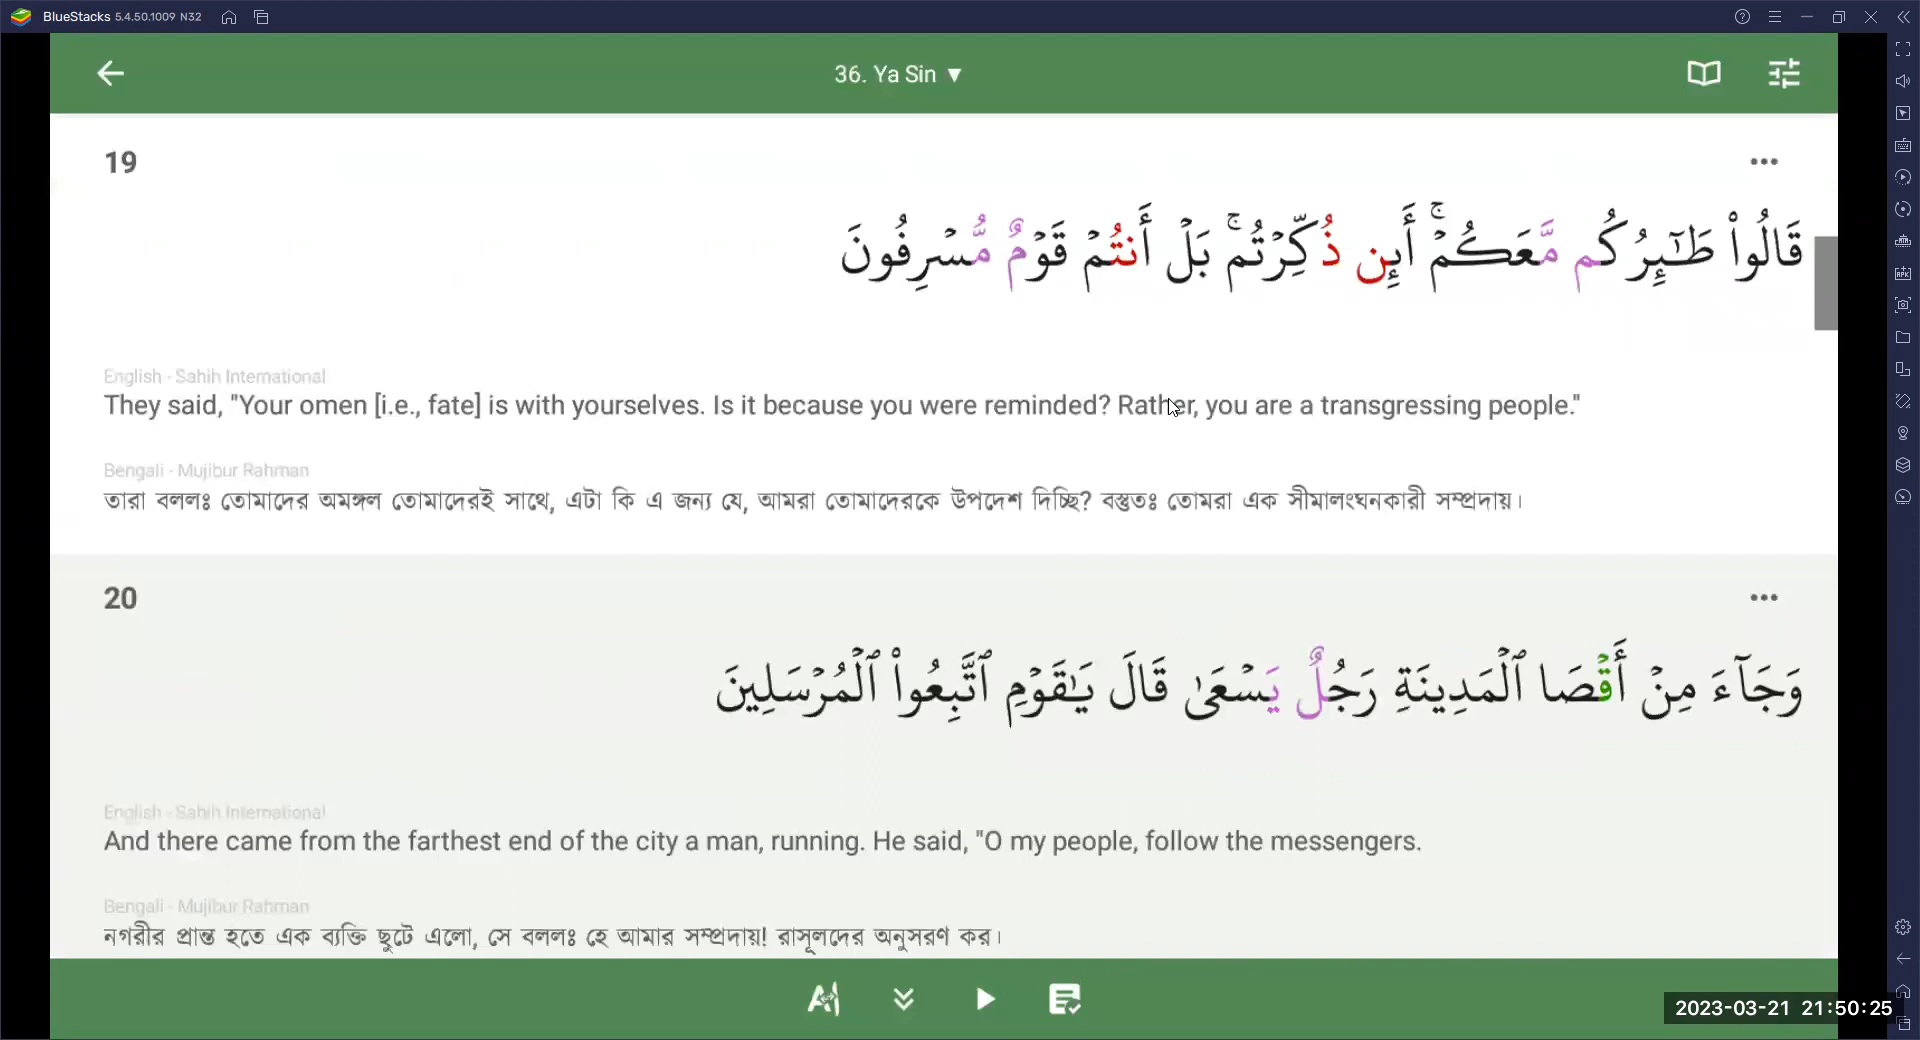 BlueStacks 5.4.50.1009 N32
36. Ya Sin ▼
19
قَالُوا۟ طَـٰٓئِرُكُم مَّعَكُمْ ۚ أَئِن ذُكِّرْتُم ۚ بَلْ أَنتُمْ قَوْمٌ مُّسْرِفُونَ
English - Sahih International
They said, "Your omen [i.e., fate] is with yourselves. Is it because you were reminded? Rather, you are a transgressing people."
Bengali - Mujibur Rahman
তারা বললঃ তোমাদের অমঙ্গল তোমাদেরই সাথে, এটা কি এ জন্য যে, আমরা তোমাদেরকে উপদেশ দিচ্ছি? বস্তুতঃ তোমরা এক সীমালংঘনকারী সম্প্রদায়।
20
وَجَآءَ مِنْ أَقْصَا ٱلْمَدِينَةِ رَجُلٌ يَسْعَىٰ قَالَ يَـٰقَوْمِ ٱتَّبِعُوا۟ ٱلْمُرْسَلِينَ
English - Sahih International
And there came from the farthest end of the city a man, running. He said, "O my people, follow the messengers.
Bengali - Mujibur Rahman
নগরীর প্রান্ত হতে এক ব্যক্তি ছুটে এলো, সে বললঃ হে আমার সম্প্রদায়! রাসূলদের অনুসরণ কর।
2023-03-21 21:50:25